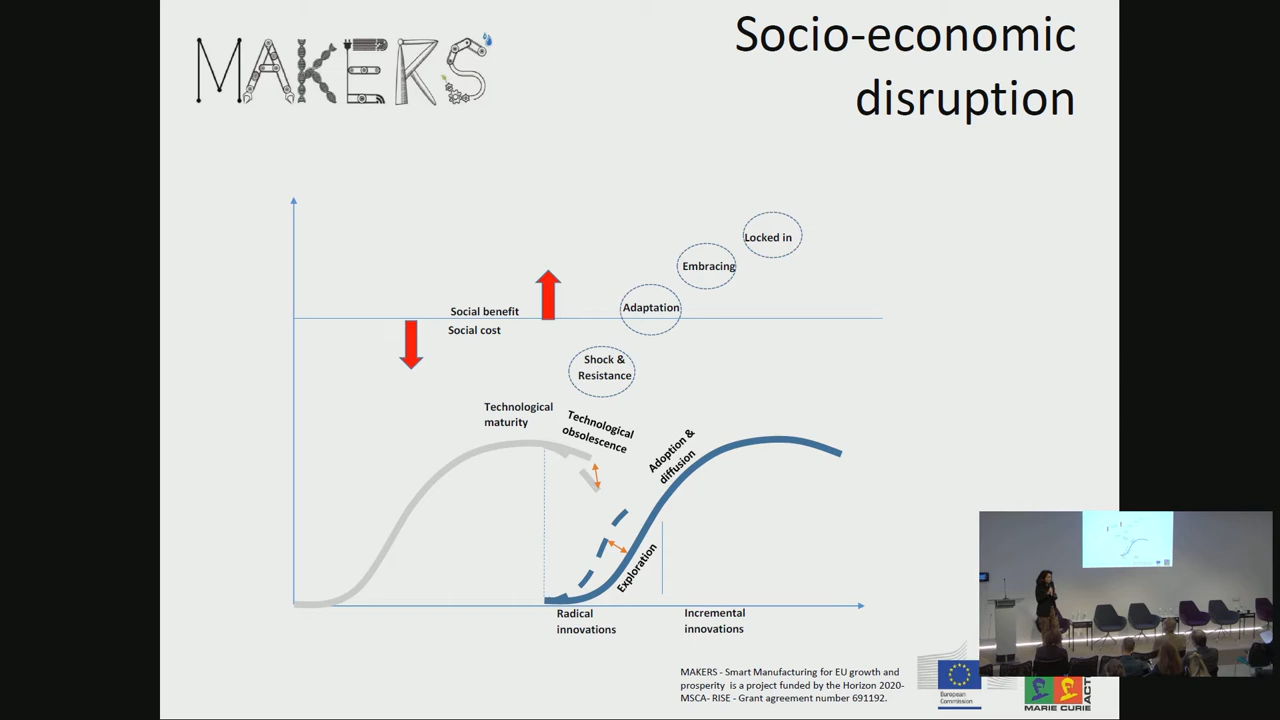 MAKERS
Socio-economic
disruption
Locked in
Embracing
Adaptation
Social benefit
Social cost
Shock &
Resistance
Technological
maturity
Technological
obsolescence
Adoption &
diffusion
Exploration
Radical
innovations
Incremental
innovations
MAKERS - Smart Manufacturing for EU growth and
prosperity is a project funded by the Horizon 2020-
MSCA- RISE - Grant agreement number 691192.
European
Commission
MARIE CURIE ACT